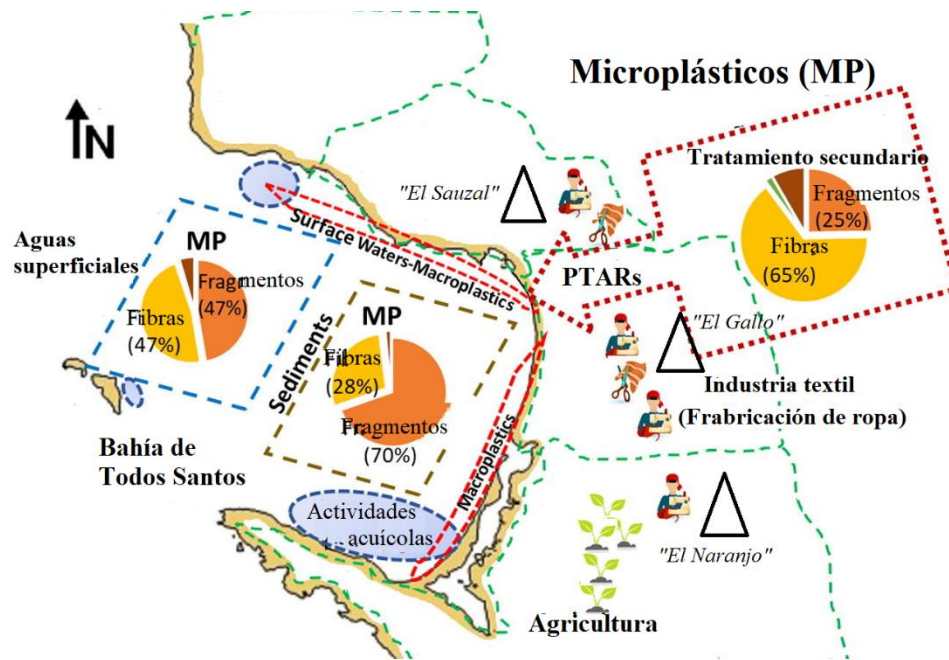 Microplásticos (MP)
N
Tratamiento secundario
Fragmentos
(25%)
Fibras
(65%)
"El Sauzal"
Surface Waters-Macroplastics
Aguas
superficiales
MP
Fragmentos
(47%)
Fibras
(47%)
PTARs
"El Gallo"
MP
Sediments
Fibras
(28%)
Fragmentos
(70%)
Macroplastics
Industria textil
(Frabricación de ropa)
Bahía de
Todos Santos
Actividades
acuícolas
"El Naranjo"
Agricultura